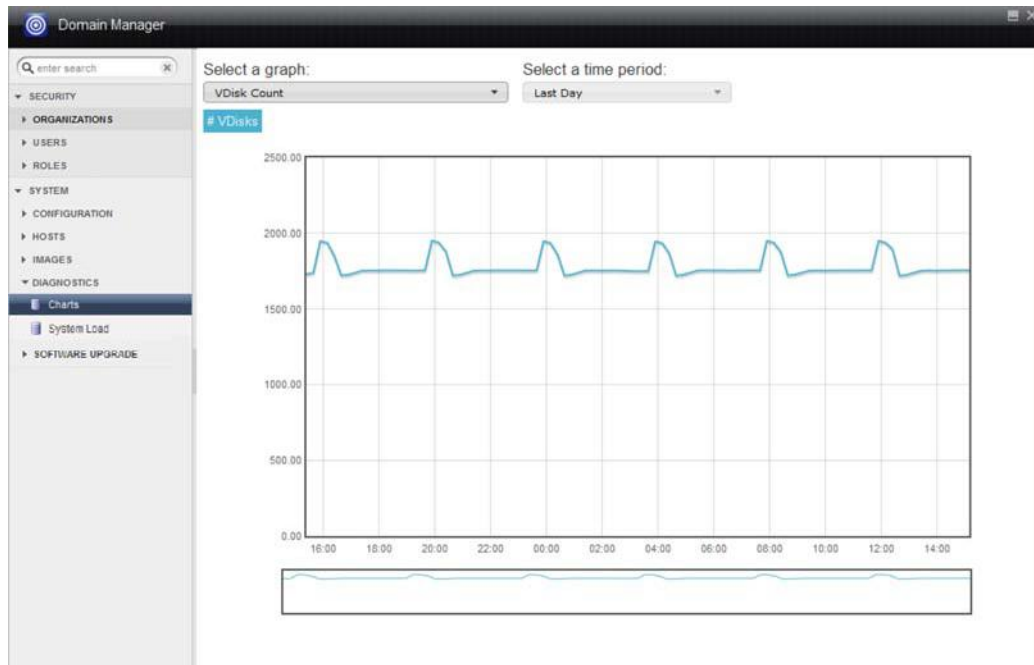 Domain Manager
enter search
SECURITY
ORGANIZATIONS
USERS
ROLES
SYSTEM
CONFIGURATION
HOSTS
IMAGES
DIAGNOSTICS
Charts
System Load
SOFTWARE UPGRADE
Select a graph:
VDisk Count
Select a time period:
Last Day
# VDisks
2500.00
2000.00
1500.00
1000.00
500.00
0.00
16:00 18:00 20:00 22:00 00:00 02:00 04:00 06:00 08:00 10:00 12:00 14:00